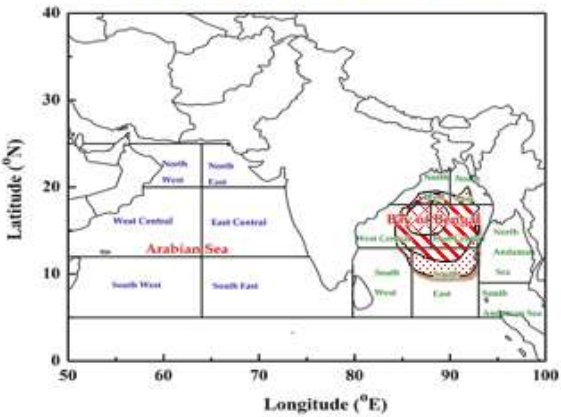 40
30
20
10
0
Latitude (°N)
50
60
70
80
90
100
Longitude (°E)
North
West
North
East
West Central
East Central
Arabian Sea
South West
South East
North
North
Bay of Bengal
West Central
South
West
East
North
Andaman
Sea
South
Andaman Sea